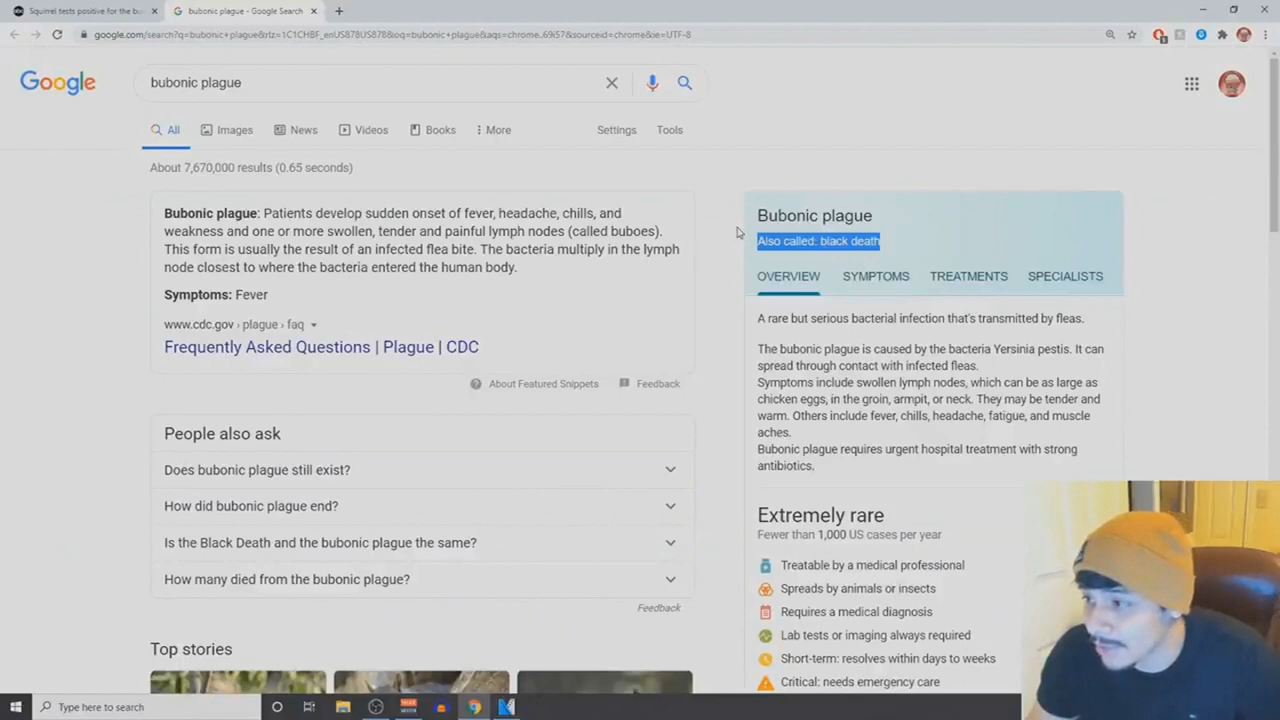 Squirrel tests positive for the bu
bubonic plague - Google Search
google.com/search?q=bubonic+plague&rlz=1C1CHBF_enUS878US878&oq=bubonic+plague&aqs=chrome..69i57&sourceid=chrome&ie=UTF-8
Google
bubonic plague
All
Images
News
Videos
Books
More
Settings
Tools
About 7,670,000 results (0.65 seconds)
Bubonic plague: Patients develop sudden onset of fever, headache, chills, and
weakness and one or more swollen, tender and painful lymph nodes (called buboes).
This form is usually the result of an infected flea bite. The bacteria multiply in the lymph
node closest to where the bacteria entered the human body.
Symptoms: Fever
www.cdc.gov › plague › faq
Frequently Asked Questions | Plague | CDC
About Featured Snippets
Feedback
People also ask
Does bubonic plague still exist?
How did bubonic plague end?
Is the Black Death and the bubonic plague the same?
How many died from the bubonic plague?
Feedback
Top stories
Bubonic plague
Also called: black death
OVERVIEW
SYMPTOMS
TREATMENTS
SPECIALISTS
A rare but serious bacterial infection that's transmitted by fleas.
The bubonic plague is caused by the bacteria Yersinia pestis. It can
spread through contact with infected fleas.
Symptoms include swollen lymph nodes, which can be as large as
chicken eggs, in the groin, armpit, or neck. They may be tender and
warm. Others include fever, chills, headache, fatigue, and muscle
aches.
Bubonic plague requires urgent hospital treatment with strong
antibiotics.
Extremely rare
Fewer than 1,000 US cases per year
Treatable by a medical professional
Spreads by animals or insects
Requires a medical diagnosis
Lab tests or imaging always required
Short-term: resolves within days to weeks
Critical: needs emergency care
Type here to search